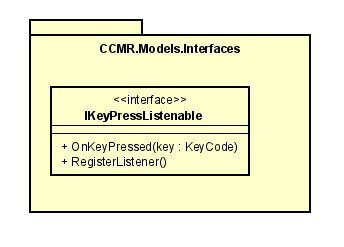 CCMR.Models.Interfaces
<<interface>>
IKeyPressListenable
+ OnKeyPressed(key : KeyCode)
+ RegisterListener()